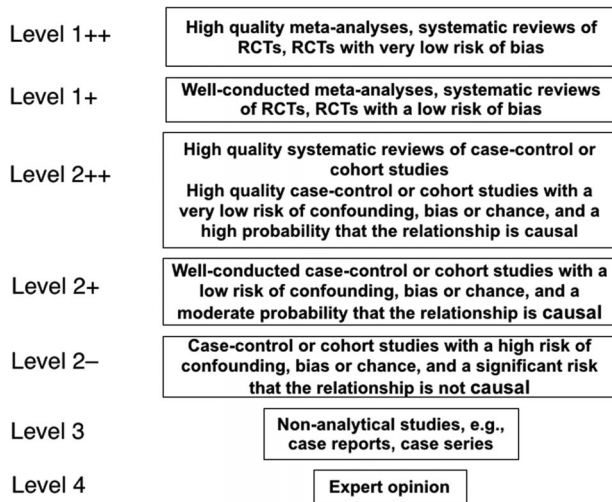 Level 1++
High quality meta-analyses, systematic reviews of
RCTs, RCTs with very low risk of bias
Level 1+
Well-conducted meta-analyses, systematic reviews
of RCTs, RCTs with a low risk of bias
Level 2++
High quality systematic reviews of case-control or
cohort studies
High quality case-control or cohort studies with a
very low risk of confounding, bias or chance, and a
high probability that the relationship is causal
Level 2+
Well-conducted case-control or cohort studies with a
low risk of confounding, bias or chance, and a
moderate probability that the relationship is causal
Level 2–
Case-control or cohort studies with a high risk of
confounding, bias or chance, and a significant risk
that the relationship is not causal
Level 3
Non-analytical studies, e.g.,
case reports, case series
Level 4
Expert opinion